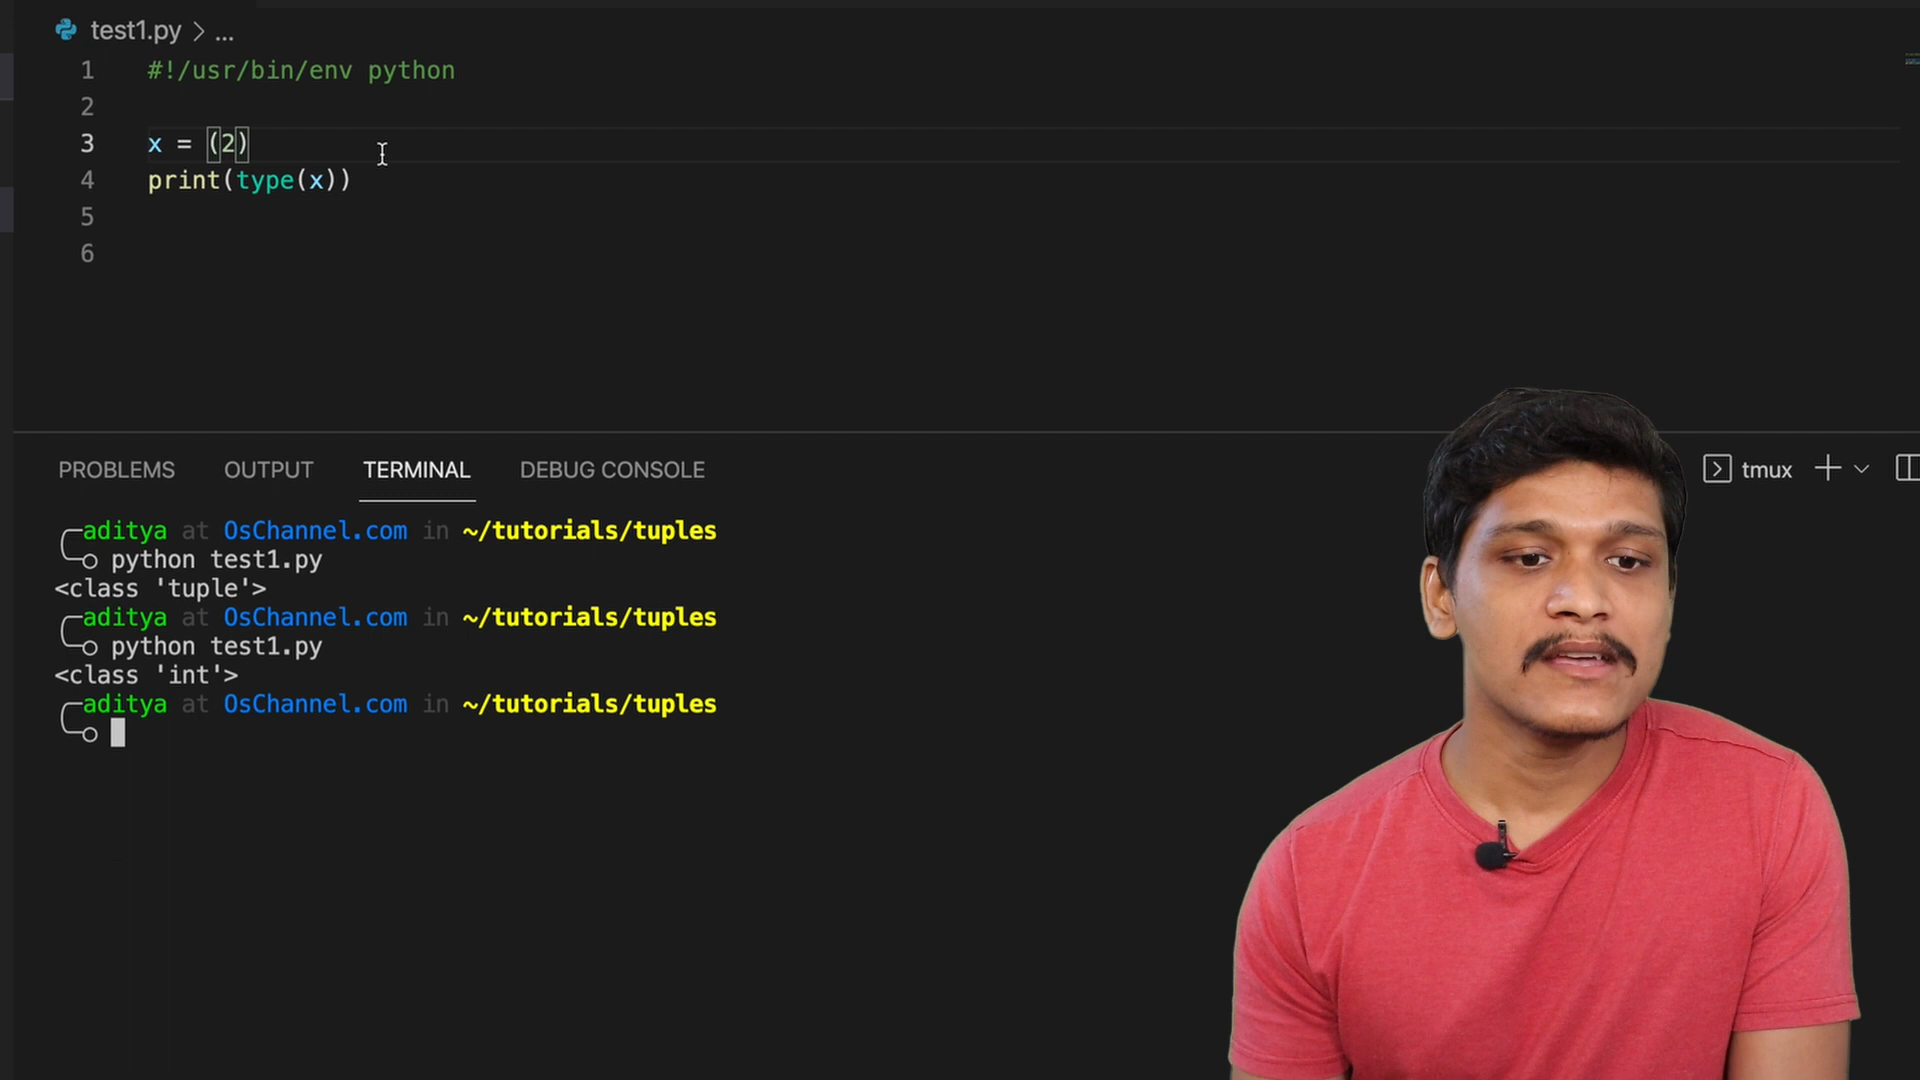 test1.py > ...
1 #!/usr/bin/env python
2
3 x = (2)
4 print(type(x))
5
6
PROBLEMS OUTPUT TERMINAL DEBUG CONSOLE tmux
aditya at OsChannel.com in ~/tutorials/tuples
python test1.py
<class 'tuple'>
aditya at OsChannel.com in ~/tutorials/tuples
python test1.py
<class 'int'>
aditya at OsChannel.com in ~/tutorials/tuples